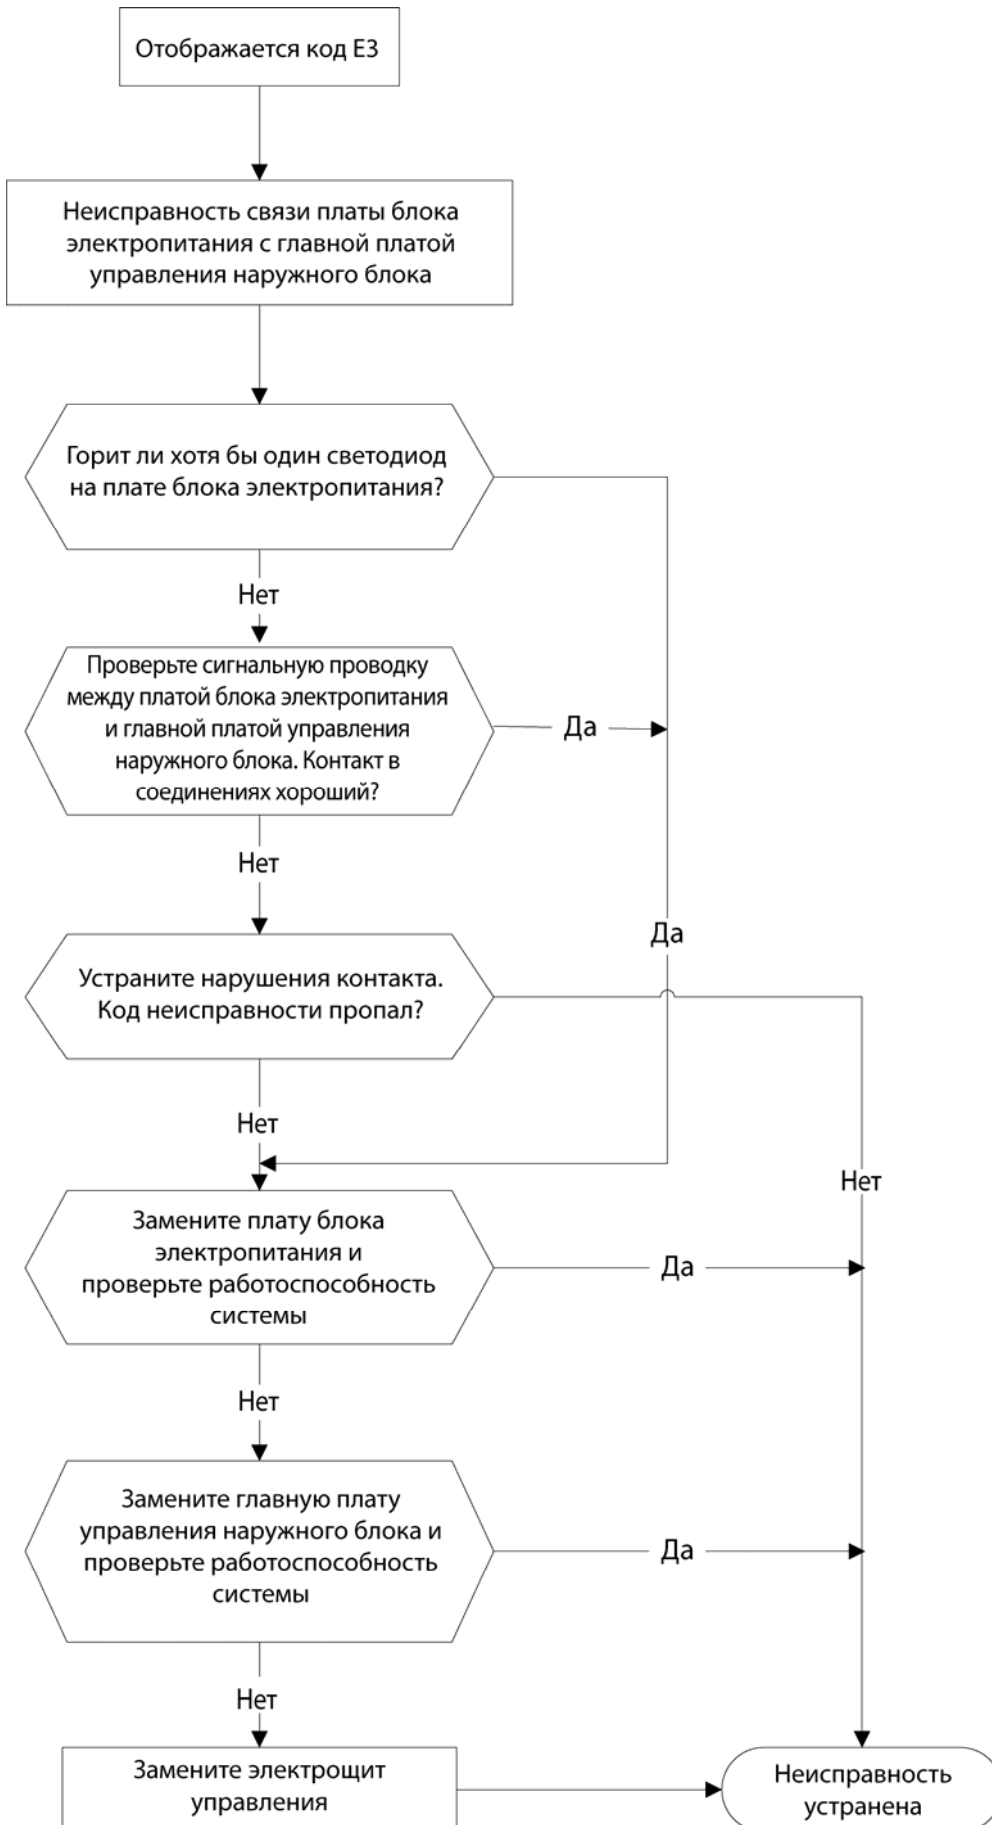 Отображается код E3
Неисправность связи платы блока
электропитания с главной платой
управления наружного блока
Горит ли хотя бы один светодиод
на плате блока электропитания?
Нет
Проверьте сигнальную проводку
между платой блока электропитания
и главной платой управления
наружного блока. Контакт в
соединениях хороший?
Да
Нет
Да
Устраните нарушения контакта.
Код неисправности пропал?
Нет
Нет
Замените плату блока
электропитания и
проверьте работоспособность
системы
Да
Нет
Замените главную плату
управления наружного блока и
проверьте работоспособность
системы
Да
Нет
Замените электрощит
управления
Неисправность
устранена